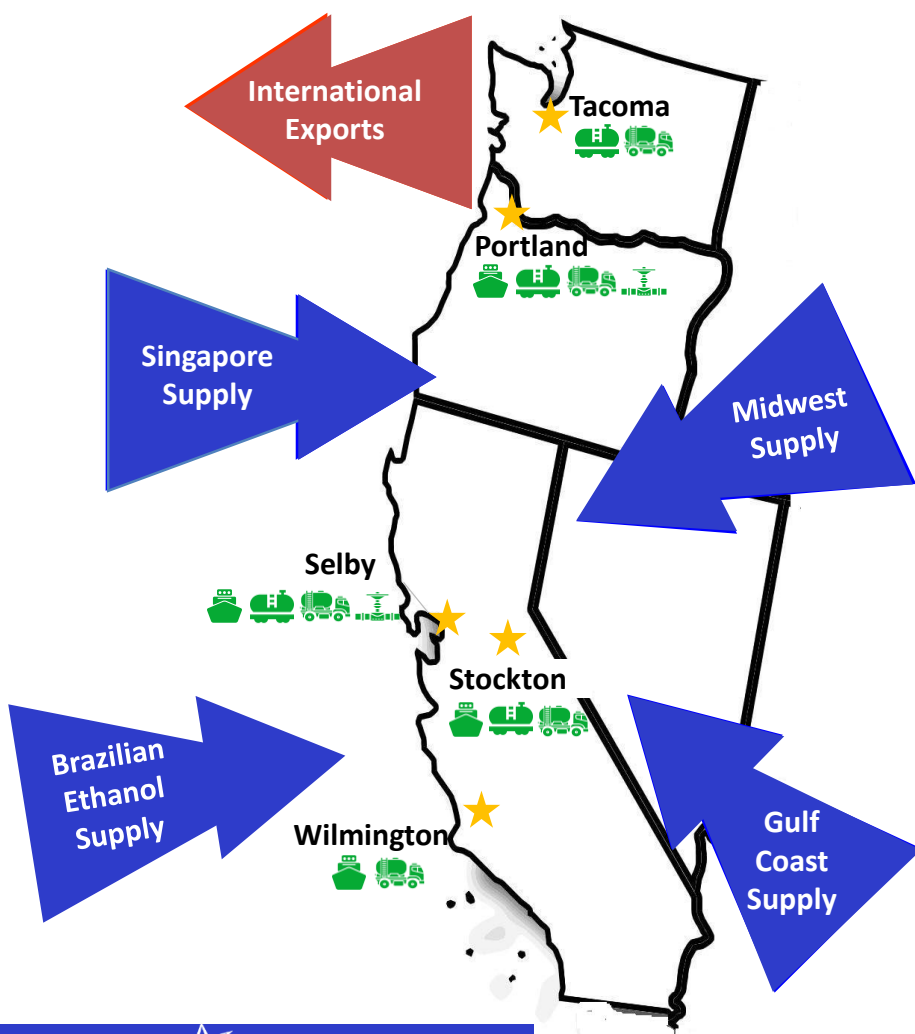 International
Exports
Tacoma
Portland
Singapore
Supply
Midwest
Supply
Selby
Stockton
Brazilian
Ethanol
Supply
Wilmington
Gulf
Coast
Supply